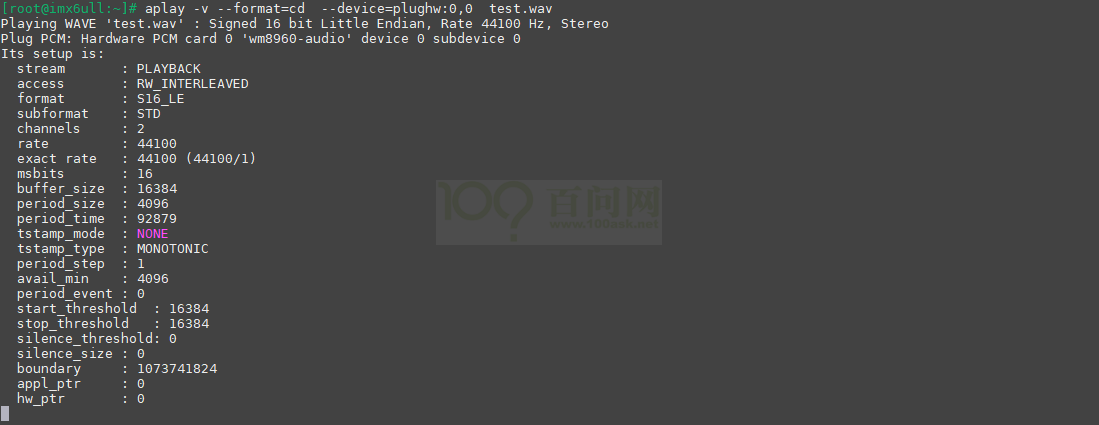 [root@imx6ull:~]# aplay -v --format=cd  --device=plughw:0,0  test.wav
Playing WAVE 'test.wav' : Signed 16 bit Little Endian, Rate 44100 Hz, Stereo
Plug PCM: Hardware PCM card 0 'wm8960-audio' device 0 subdevice 0
Its setup is:
  stream       : PLAYBACK
  access       : RW_INTERLEAVED
  format       : S16_LE
  subformat    : STD
  channels     : 2
  rate         : 44100
  exact rate   : 44100 (44100/1)
  msbits       : 16
  buffer_size  : 16384
  period_size  : 4096
  period_time  : 92879
  tstamp_mode  : NONE
  tstamp_type  : MONOTONIC
  period_step  : 1
  avail_min    : 4096
  period_event : 0
  start_threshold  : 16384
  stop_threshold   : 16384
  silence_threshold: 0
  silence_size : 0
  boundary     : 1073741824
  appl_ptr     : 0
  hw_ptr       : 0
100 百问网
www.100ask.net